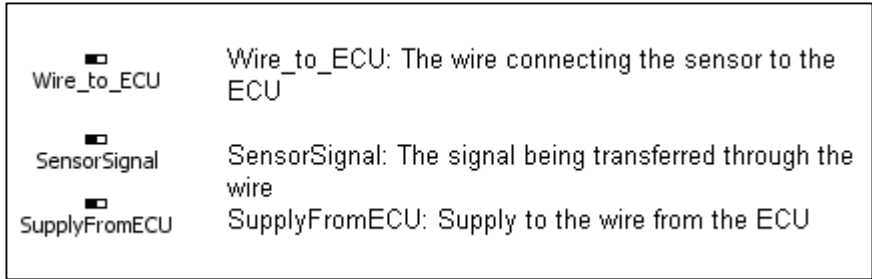 Wire_to_ECU
Wire_to_ECU: The wire connecting the sensor to the
ECU
SensorSignal
SensorSignal: The signal being transferred through the
wire
SupplyFromECU
SupplyFromECU: Supply to the wire from the ECU